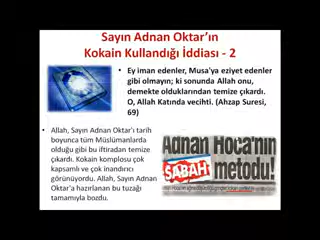 Sayın Adnan Oktar'ın
Kokain Kullandığı İddiası - 2
• Ey iman edenler, Musa'ya eziyet edenler
gibi olmayın; ki sonunda Allah onu,
demekte olduklarından temize çıkardı.
O, Allah Katında vecihti. (Ahzap Suresi,
69)
• Allah, Sayın Adnan Oktar'ı tarih
boyunca tüm Müslümanlarda
olduğu gibi bu iftiradan temize
çıkardı. Kokain komplosu çok
kapsamlı ve çok inandırıcı
görünüyordu. Allah, Sayın Adnan
Oktar'a hazırlanan bu tuzağı
tamamıyla bozdu.
Adnan Hoca'nın
SABAH
metodu!